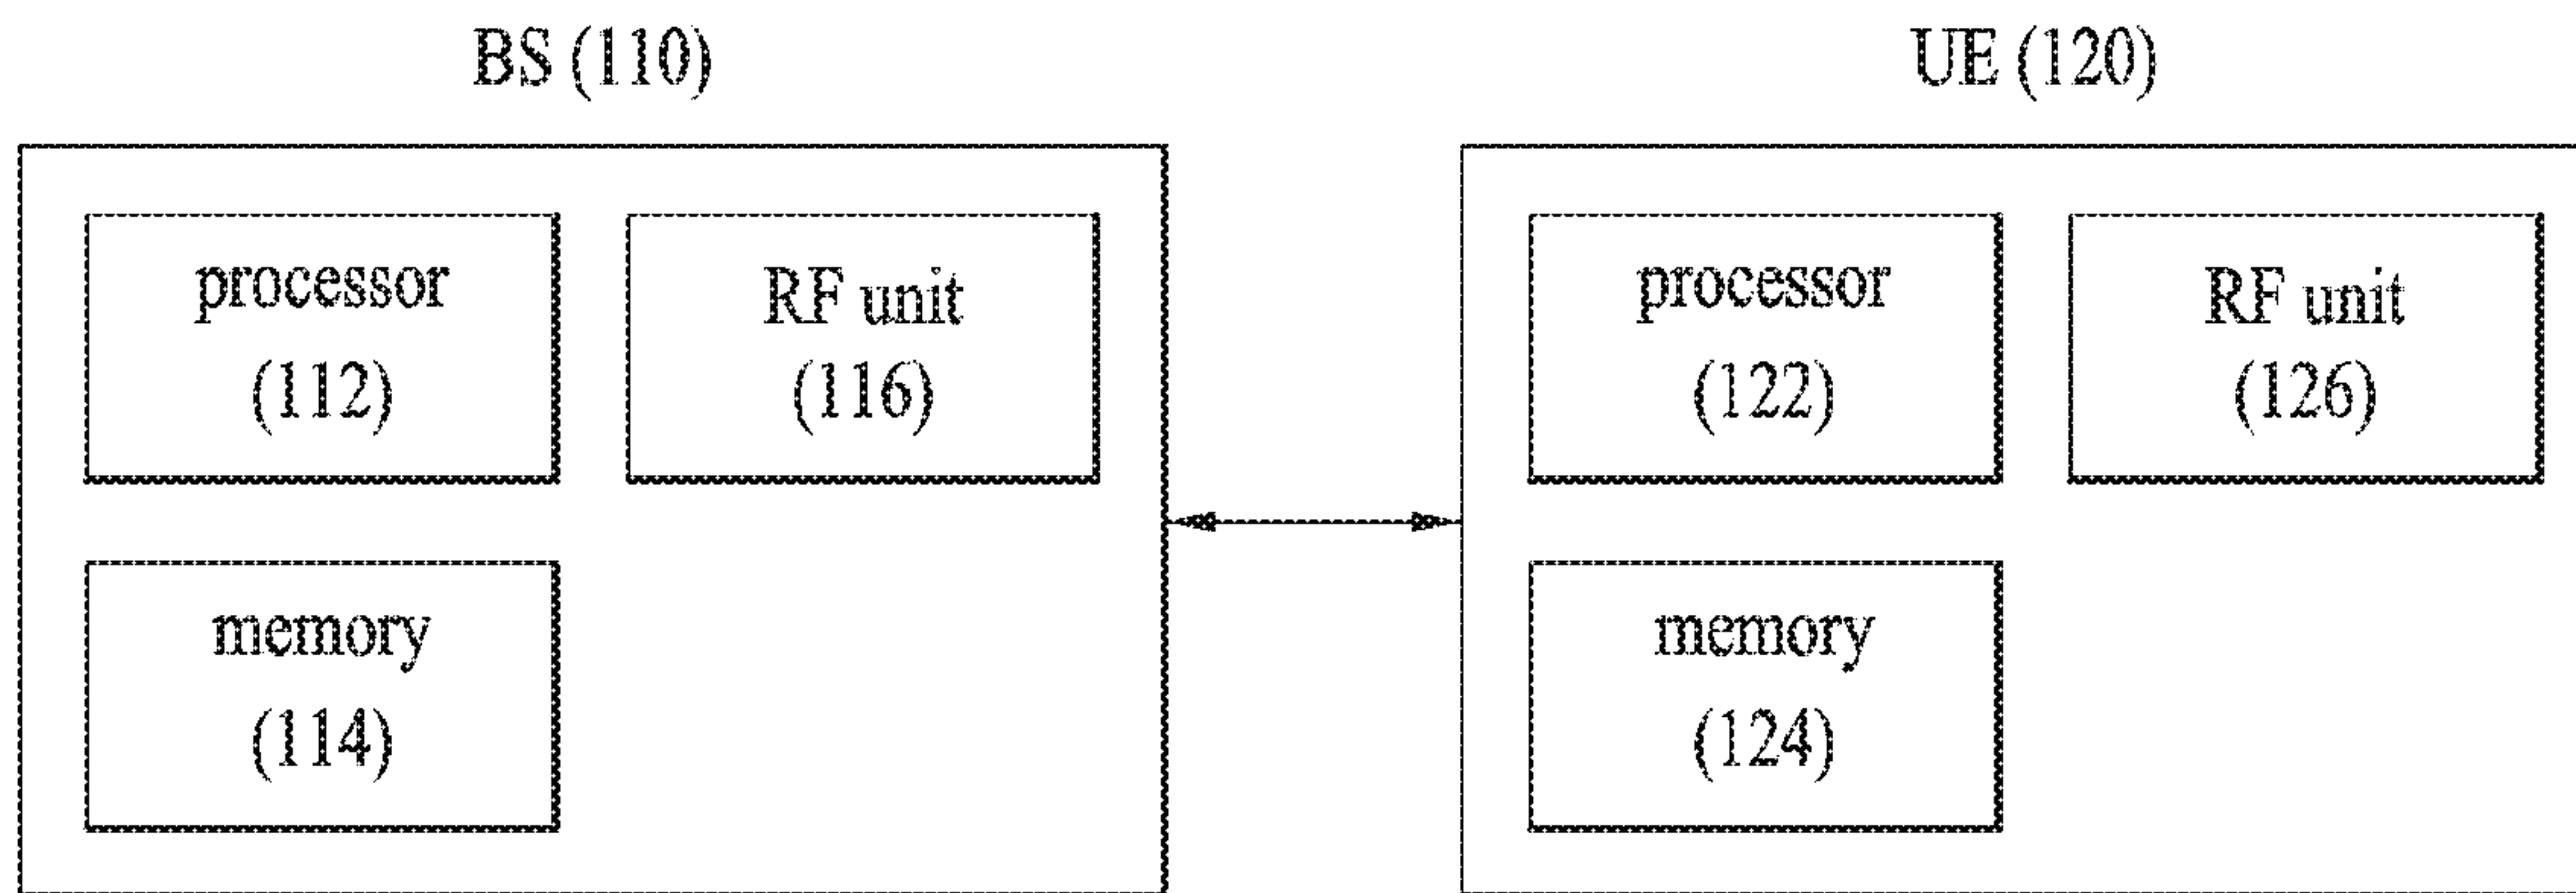 BS (110)
processor
(112)
RF unit
(116)
memory
(114)
UE (120)
processor
(122)
RF unit
(126)
memory
(124)